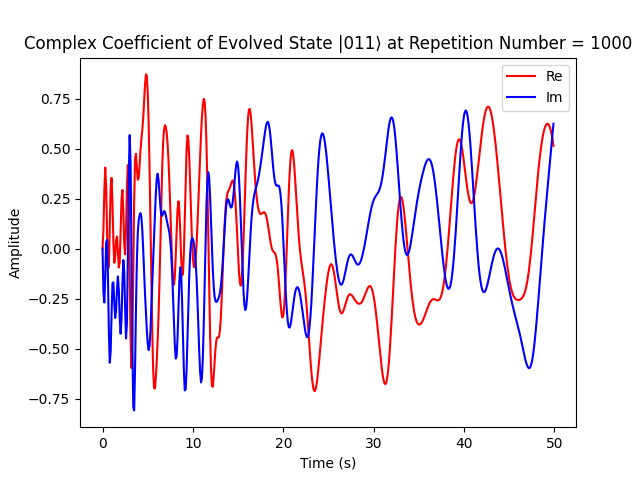 Complex Coefficient of Evolved State |011⟩ at Repetition Number = 1000
Re
Im
Amplitude
0.75
0.50
0.25
0.00
−0.25
−0.50
−0.75
0 10 20 30 40 50
Time (s)